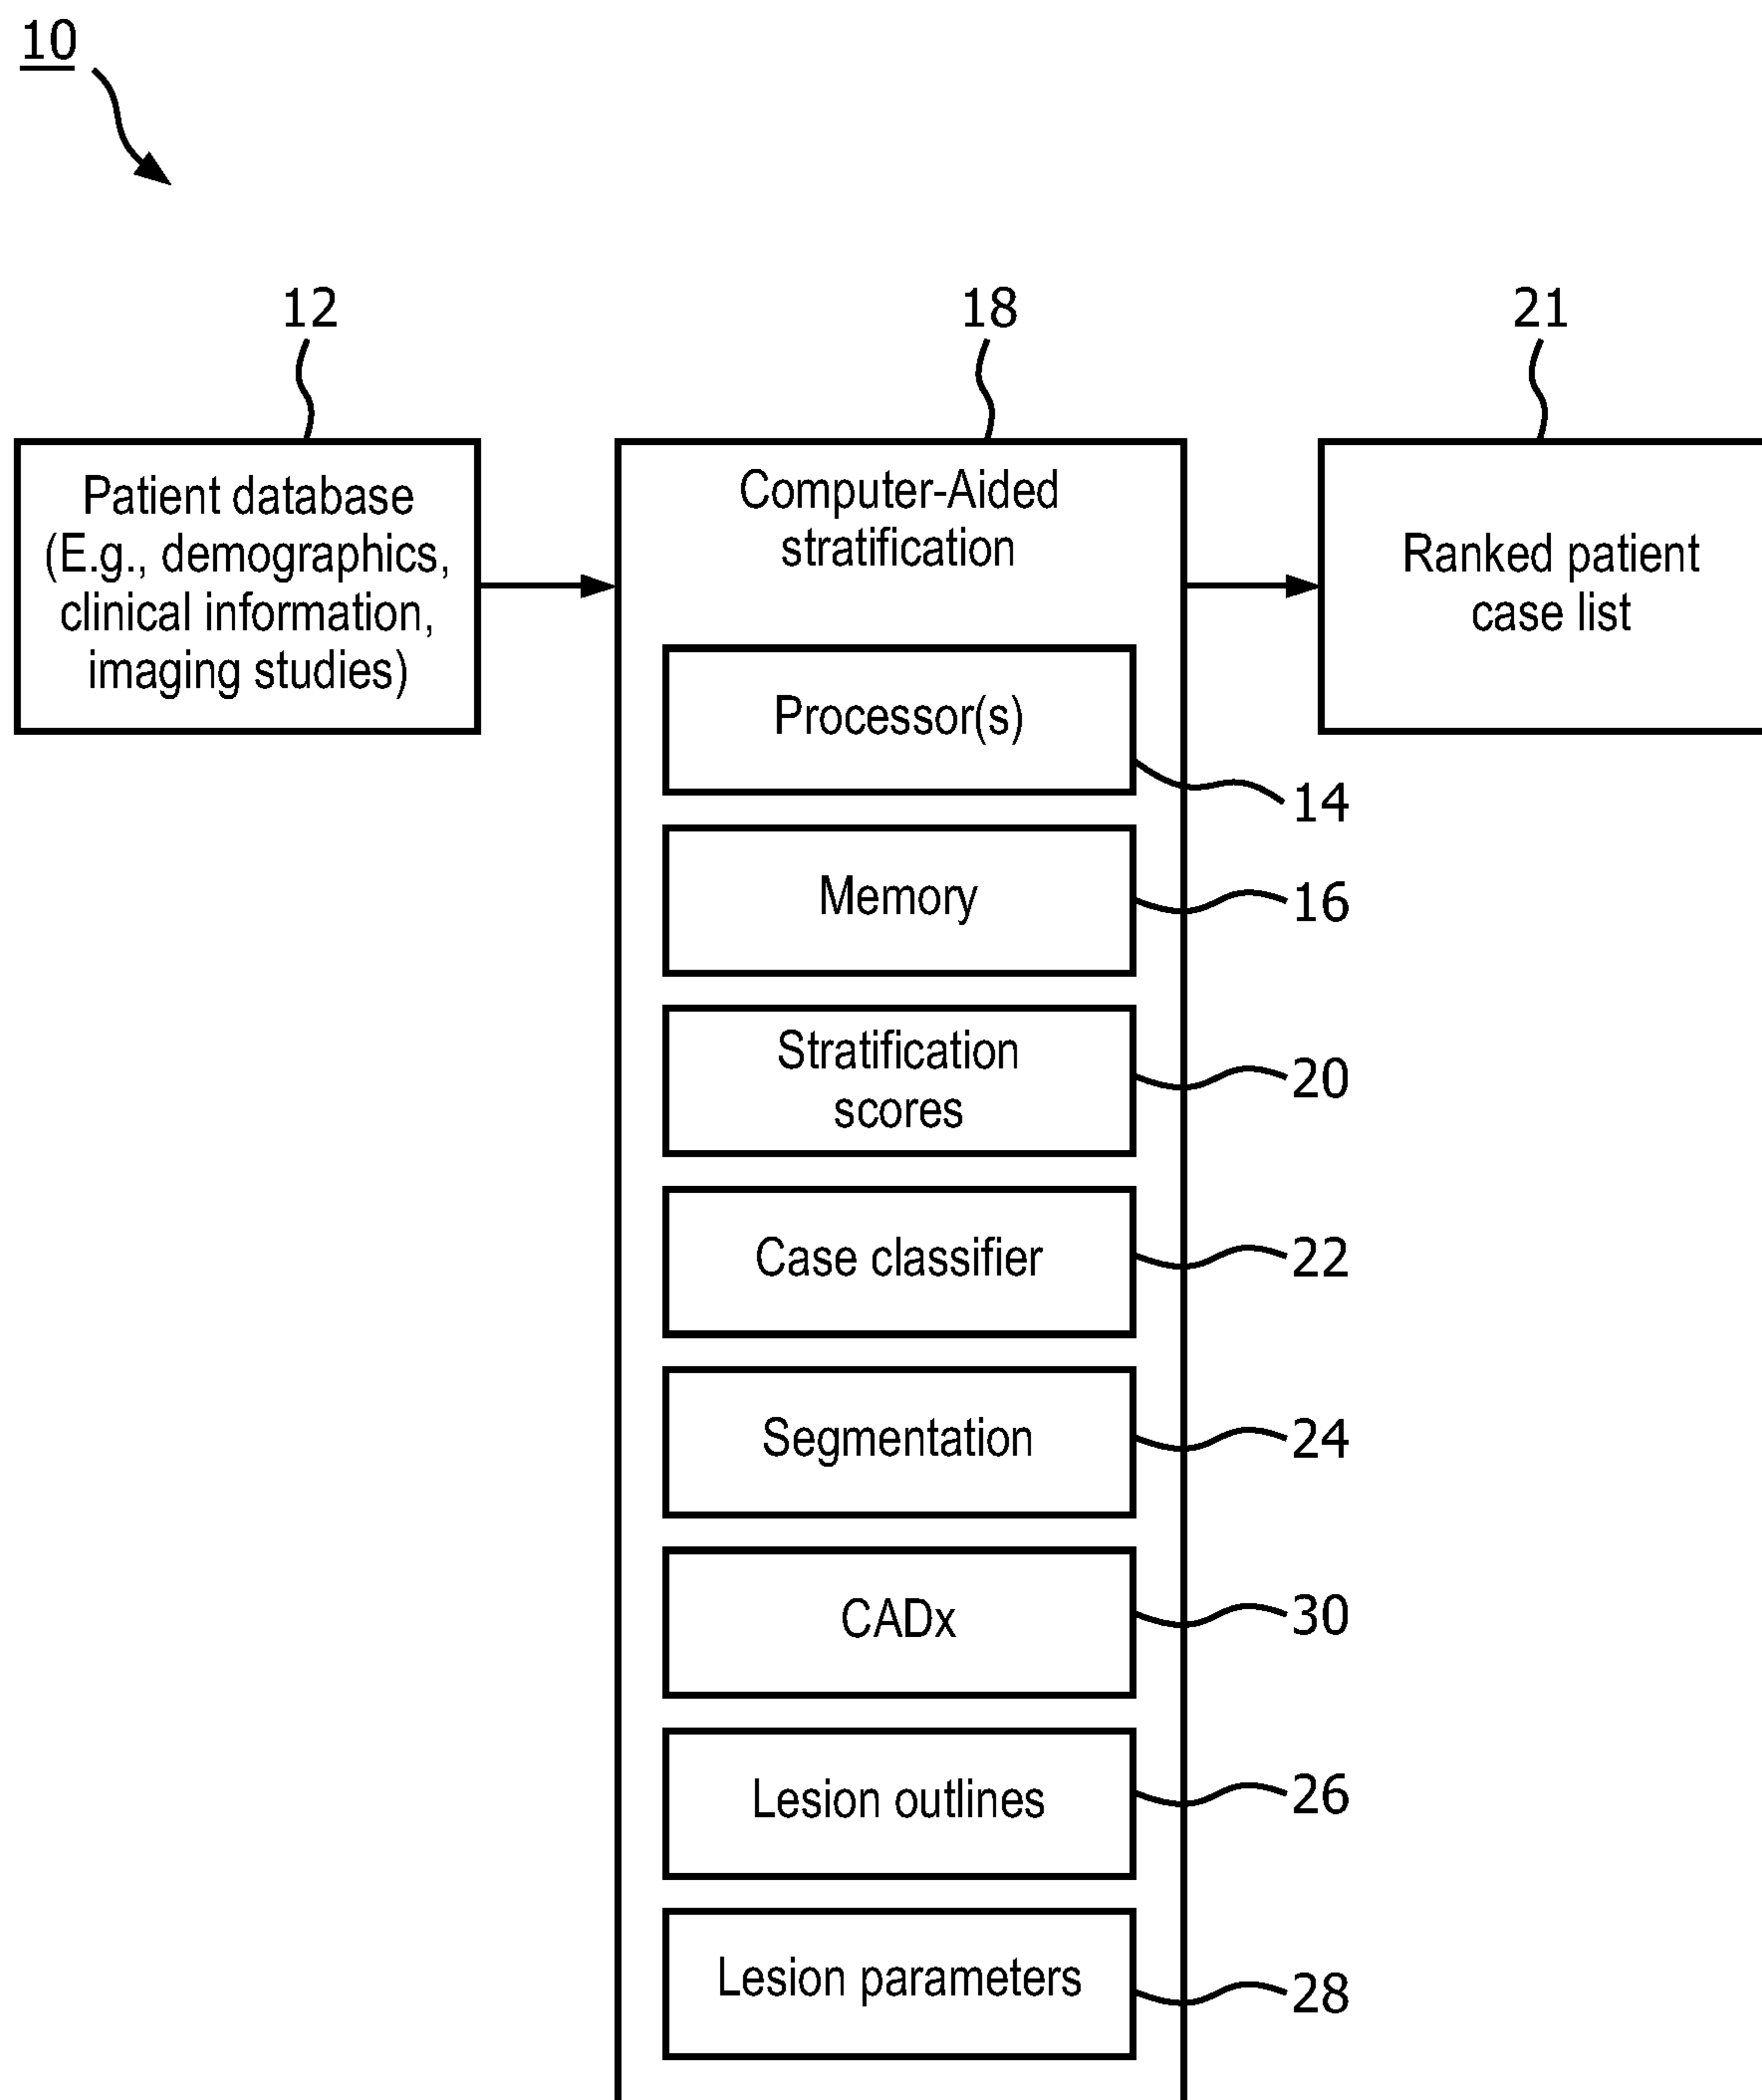 10
12
18
21
Patient database
(E.g., demographics,
clinical information,
imaging studies)
Computer-Aided
stratification
Ranked patient
case list
Processor(s)
14
Memory
16
Stratification
scores
20
Case classifier
22
Segmentation
24
CADx
30
Lesion outlines
26
Lesion parameters
28